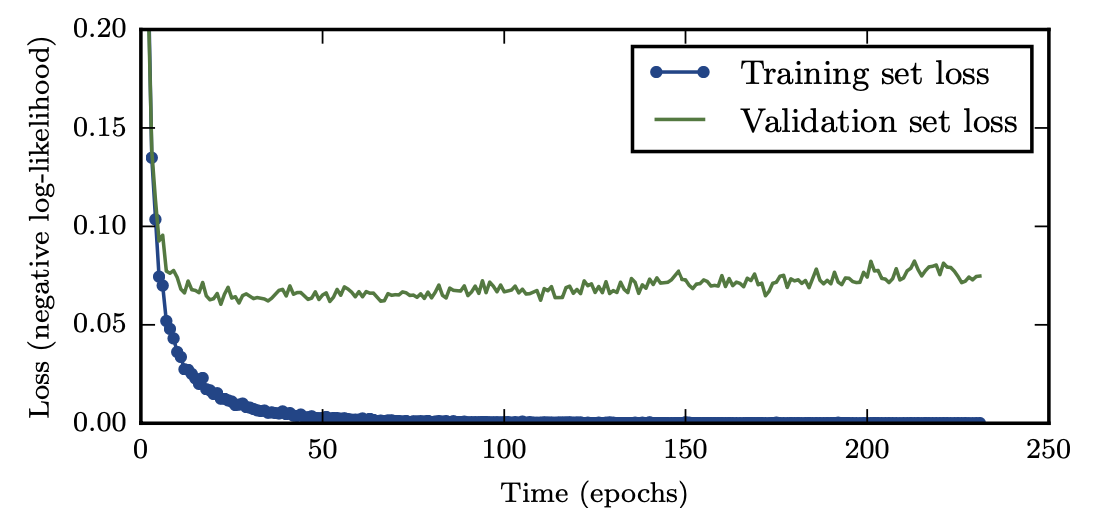 0.20
0.15
0.10
0.05
0.00
Loss (negative log-likelihood)
Training set loss
Validation set loss
0 50 100 150 200 250
Time (epochs)